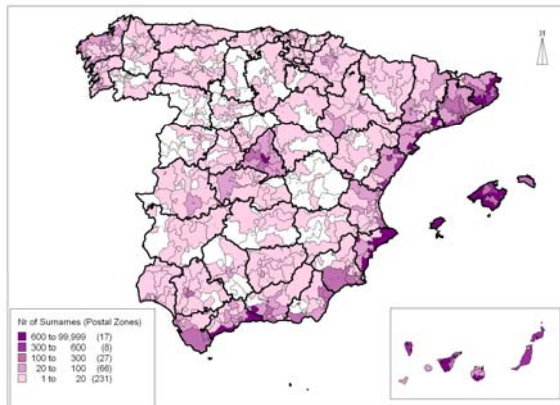 N
Nr of Surnames (Postal Zones)
600 to 99,999 (17)
300 to 600 (8)
100 to 300 (27)
20 to 100 (66)
1 to 20 (231)